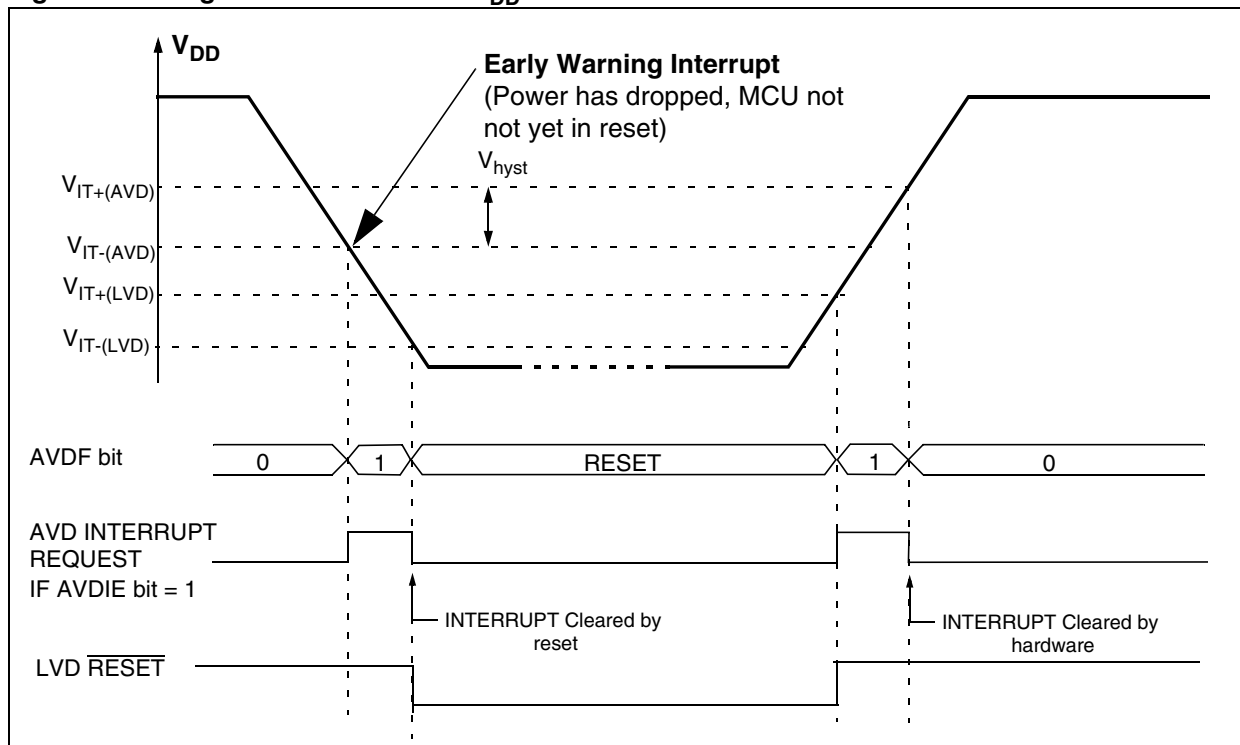 V_DD
Early Warning Interrupt
(Power has dropped, MCU not
not yet in reset)
V_hyst
V_IT+(AVD)
V_IT-(AVD)
V_IT+(LVD)
V_IT-(LVD)
AVDF bit
0
1
RESET
1
0
AVD INTERRUPT
REQUEST
IF AVDIE bit = 1
INTERRUPT Cleared by
reset
INTERRUPT Cleared by
hardware
LVD RESET